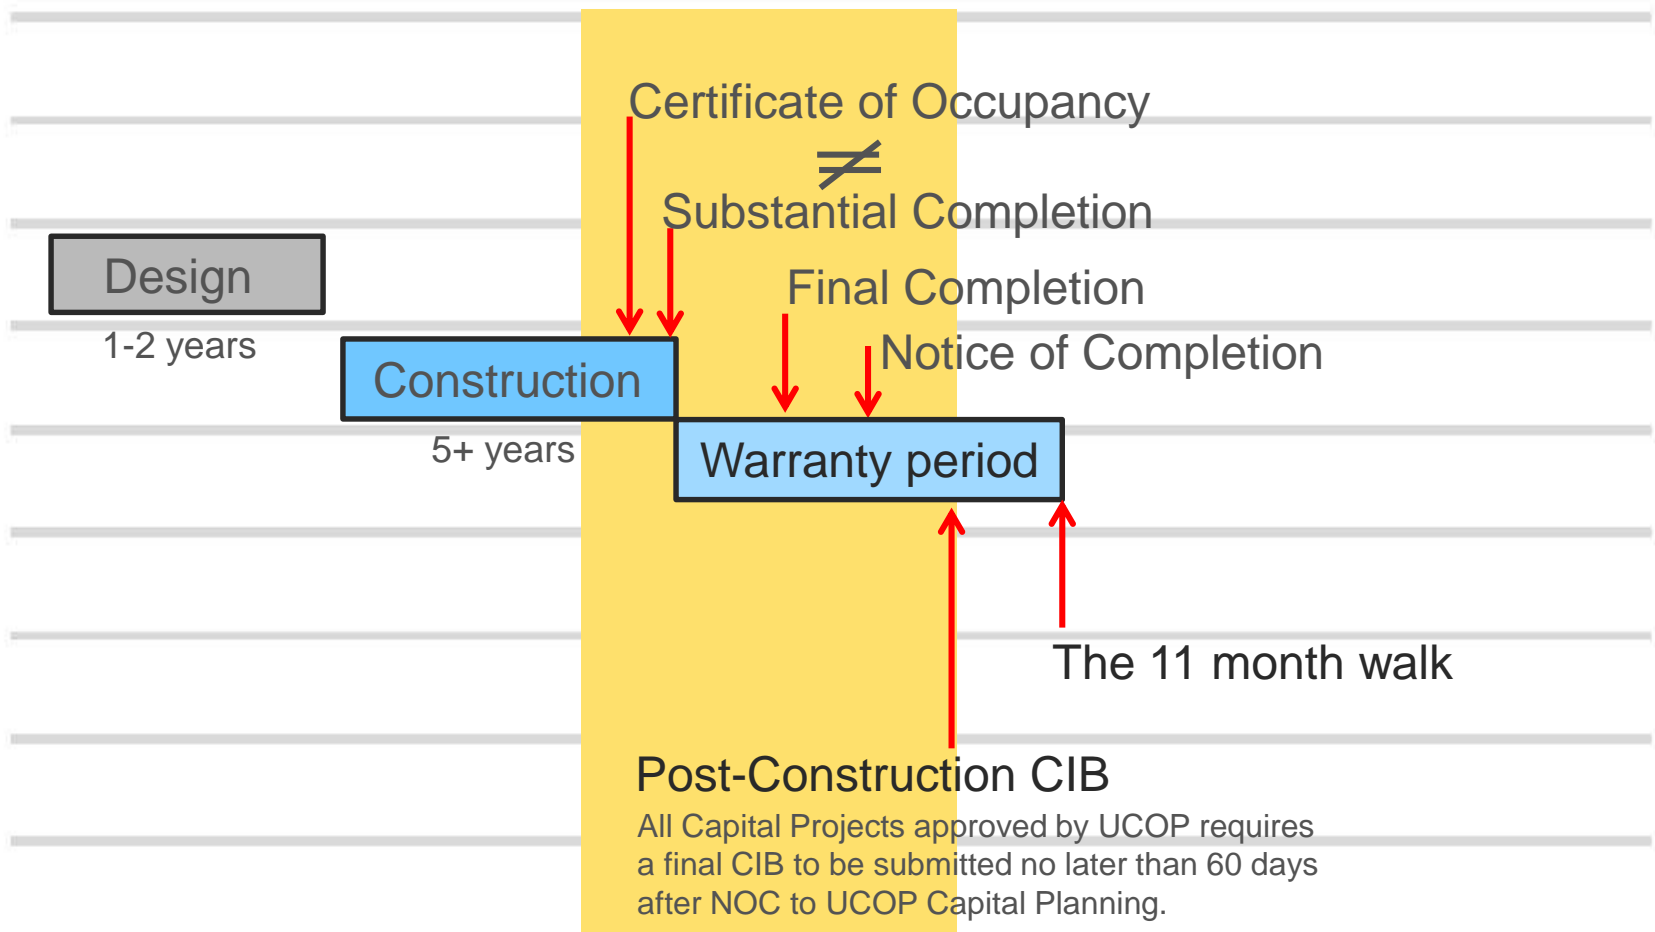 Certificate of Occupancy
≠
Substantial Completion
Design
Final Completion
1-2 years
Notice of Completion
Construction
5+ years
Warranty period
The 11 month walk
Post-Construction CIB
All Capital Projects approved by UCOP requires
a final CIB to be submitted no later than 60 days
after NOC to UCOP Capital Planning.